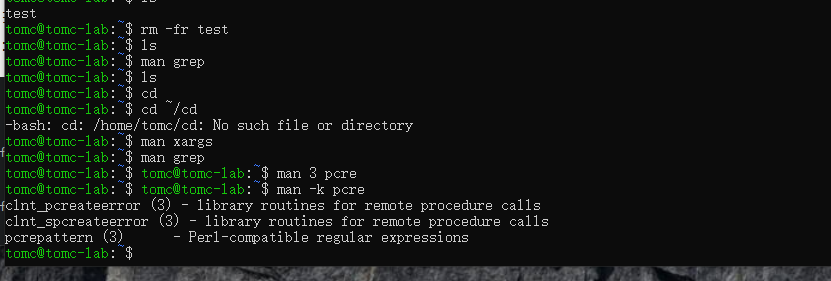 test
tomc@tomc-lab:~$ rm -fr test
tomc@tomc-lab:~$ ls
tomc@tomc-lab:~$ man grep
tomc@tomc-lab:~$ ls
tomc@tomc-lab:~$ cd
tomc@tomc-lab:~$ cd ~/cd
-bash: cd: /home/tomc/cd: No such file or directory
tomc@tomc-lab:~$ man xargs
tomc@tomc-lab:~$ man grep
tomc@tomc-lab:~$ tomc@tomc-lab:~$ man 3 pcre
tomc@tomc-lab:~$ tomc@tomc-lab:~$ man -k pcre
clnt_pcreateerror (3) - library routines for remote procedure calls
clnt_spcreateerror (3) - library routines for remote procedure calls
pcrepattern (3)      - Perl-compatible regular expressions
tomc@tomc-lab:~$